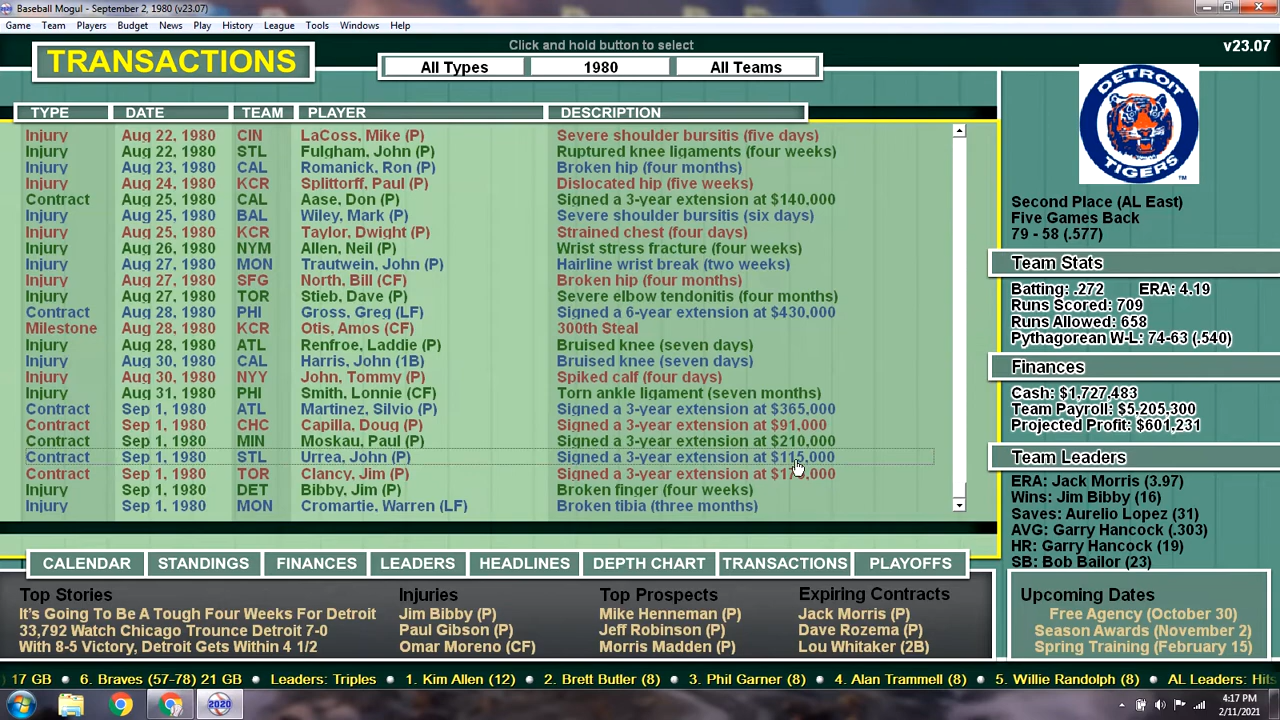 Baseball Mogul - September 2, 1980 (v23.07)
Game Team Players Budget News Play History League Tools Windows Help
TRANSACTIONS
Click and hold button to select
All Types 1980 All Teams
v23.07
TYPE DATE TEAM PLAYER DESCRIPTION
Injury Aug 22, 1980 CIN LaCoss, Mike (P) Severe shoulder bursitis (five days)
Injury Aug 22, 1980 STL Fulgham, John (P) Ruptured knee ligaments (four weeks)
Injury Aug 23, 1980 CAL Romanick, Ron (P) Broken hip (four months)
Injury Aug 24, 1980 KCR Splittorff, Paul (P) Dislocated hip (five weeks)
Contract Aug 25, 1980 CAL Aase, Don (P) Signed a 3-year extension at $140,000
Injury Aug 25, 1980 BAL Wiley, Mark (P) Severe shoulder bursitis (six days)
Injury Aug 25, 1980 KCR Taylor, Dwight (P) Strained chest (four days)
Injury Aug 26, 1980 NYM Allen, Neil (P) Wrist stress fracture (four weeks)
Injury Aug 27, 1980 MON Trautwein, John (P) Hairline wrist break (two weeks)
Injury Aug 27, 1980 SFG North, Bill (CF) Broken hip (four months)
Injury Aug 27, 1980 TOR Stieb, Dave (P) Severe elbow tendonitis (four months)
Contract Aug 28, 1980 PHI Gross, Greg (LF) Signed a 6-year extension at $430,000
Milestone Aug 28, 1980 KCR Otis, Amos (CF) 300th Steal
Injury Aug 28, 1980 ATL Renfroe, Laddie (P) Bruised knee (seven days)
Injury Aug 30, 1980 CAL Harris, John (1B) Bruised knee (seven days)
Injury Aug 30, 1980 NYY John, Tommy (P) Spiked calf (four days)
Injury Aug 31, 1980 PHI Smith, Lonnie (CF) Torn ankle ligament (seven months)
Contract Sep 1, 1980 ATL Martinez, Silvio (P) Signed a 3-year extension at $365,000
Contract Sep 1, 1980 CHC Capilla, Doug (P) Signed a 3-year extension at $91,000
Contract Sep 1, 1980 MIN Moskau, Paul (P) Signed a 3-year extension at $210,000
Contract Sep 1, 1980 STL Urrea, John (P) Signed a 3-year extension at $115,000
Contract Sep 1, 1980 TOR Clancy, Jim (P) Signed a 3-year extension at
Injury Sep 1, 1980 DET Bibby, Jim (P) Broken finger (four weeks)
Injury Sep 1, 1980 MON Cromartie, Warren (LF) Broken tibia (three months)
DETROIT
TIGERS
Second Place (AL East)
Five Games Back
79 - 58 (.577)
Team Stats
Batting: .272 ERA: 4.19
Runs Scored: 709
Runs Allowed: 658
Pythagorean W-L: 74-63 (.540)
Finances
Cash: $1,727,483
Team Payroll: $5,205,300
Projected Profit: $601,231
Team Leaders
ERA: Jack Morris (3.97)
Wins: Jim Bibby (16)
Saves: Aurelio Lopez (31)
AVG: Garry Hancock (.303)
HR: Garry Hancock (19)
SB: Bob Bailor (23)
CALENDAR STANDINGS FINANCES LEADERS HEADLINES DEPTH CHART TRANSACTIONS PLAYOFFS
Top Stories
It's Going To Be A Tough Four Weeks For Detroit
33,792 Watch Chicago Trounce Detroit 7-0
With 8-5 Victory, Detroit Gets Within 4 1/2
Injuries
Jim Bibby (P)
Paul Gibson (P)
Omar Moreno (CF)
Top Prospects
Mike Henneman (P)
Jeff Robinson (P)
Morris Madden (P)
Expiring Contracts
Jack Morris (P)
Dave Rozema (P)
Lou Whitaker (2B)
Upcoming Dates
Free Agency (October 30)
Season Awards (November 2)
Spring Training (February 15)
17 GB • 6. Braves (57-78) 21 GB • Leaders: Triples • 1. Kim Allen (12) • 2. Brett Butler (8) • 3. Phil Garner (8) • 4. Alan Trammell (8) • 5. Willie Randolph (8) • AL Leaders: Hits
2020
4:17 PM
2/11/2021